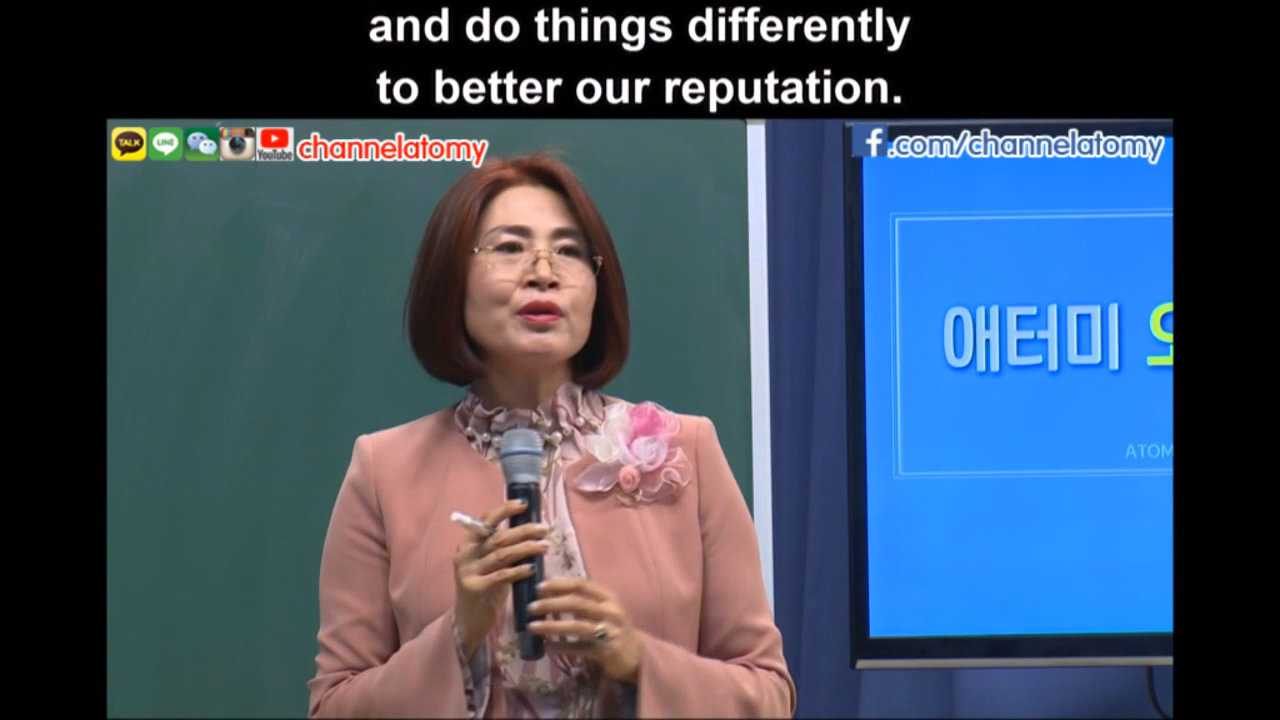 and do things differently
to better our reputation.
TALK
LINE
YouTube
channelatomy
f.com/channelatomy
애터미
ATOM